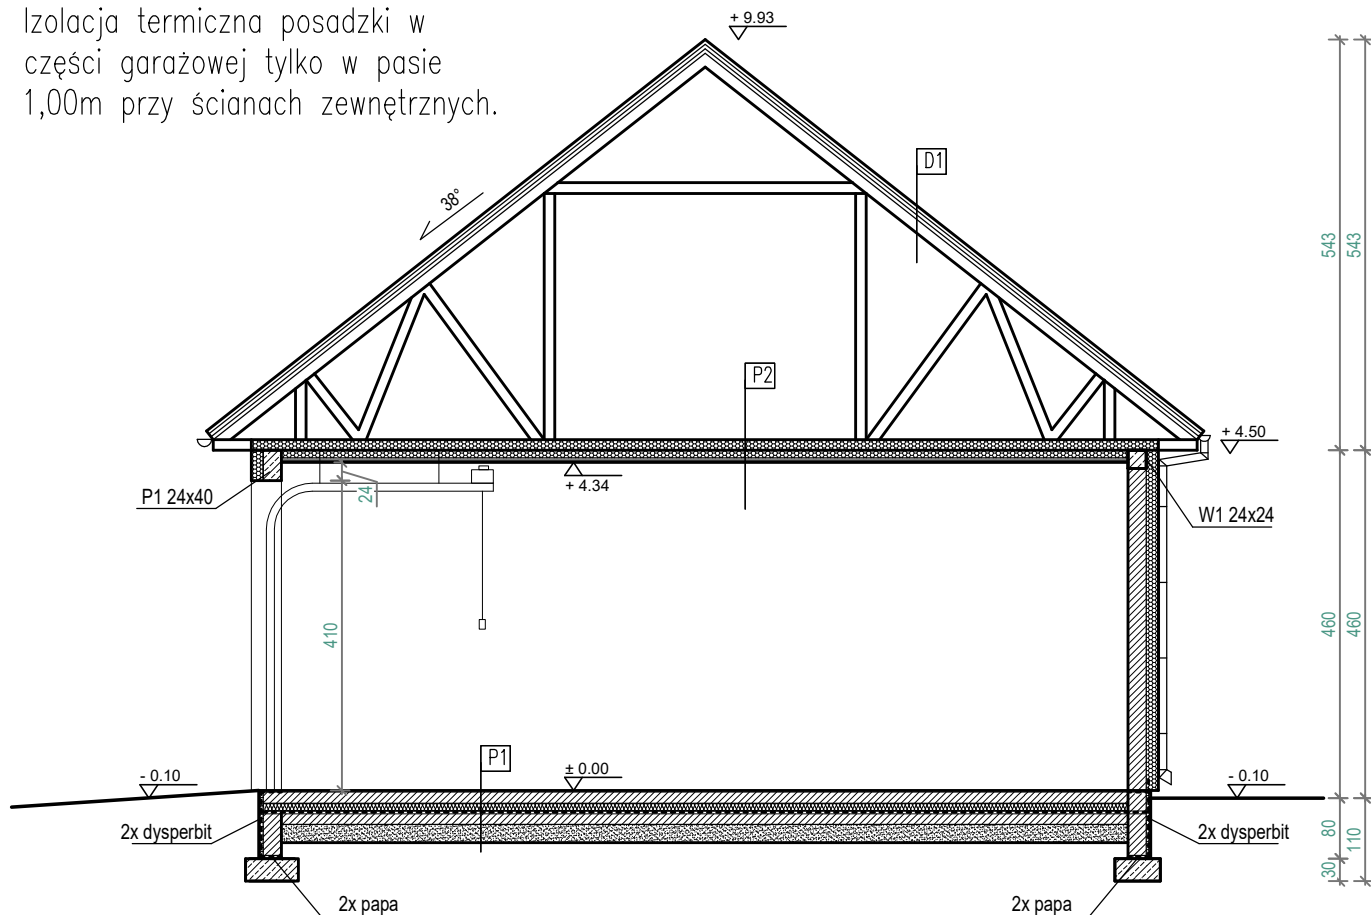 Izolacja termiczna posadzki w
części garażowej tylko w pasie
1,00m przy ścianach zewnętrznych.
+ 9.93
D1
38°
543
543
P2
+ 4.50
+ 4.34
P1 24x40
24
W1 24x24
410
460
460
P1
± 0.00
- 0.10
- 0.10
2x dysperbit
2x dysperbit
80
110
30
2x papa
2x papa